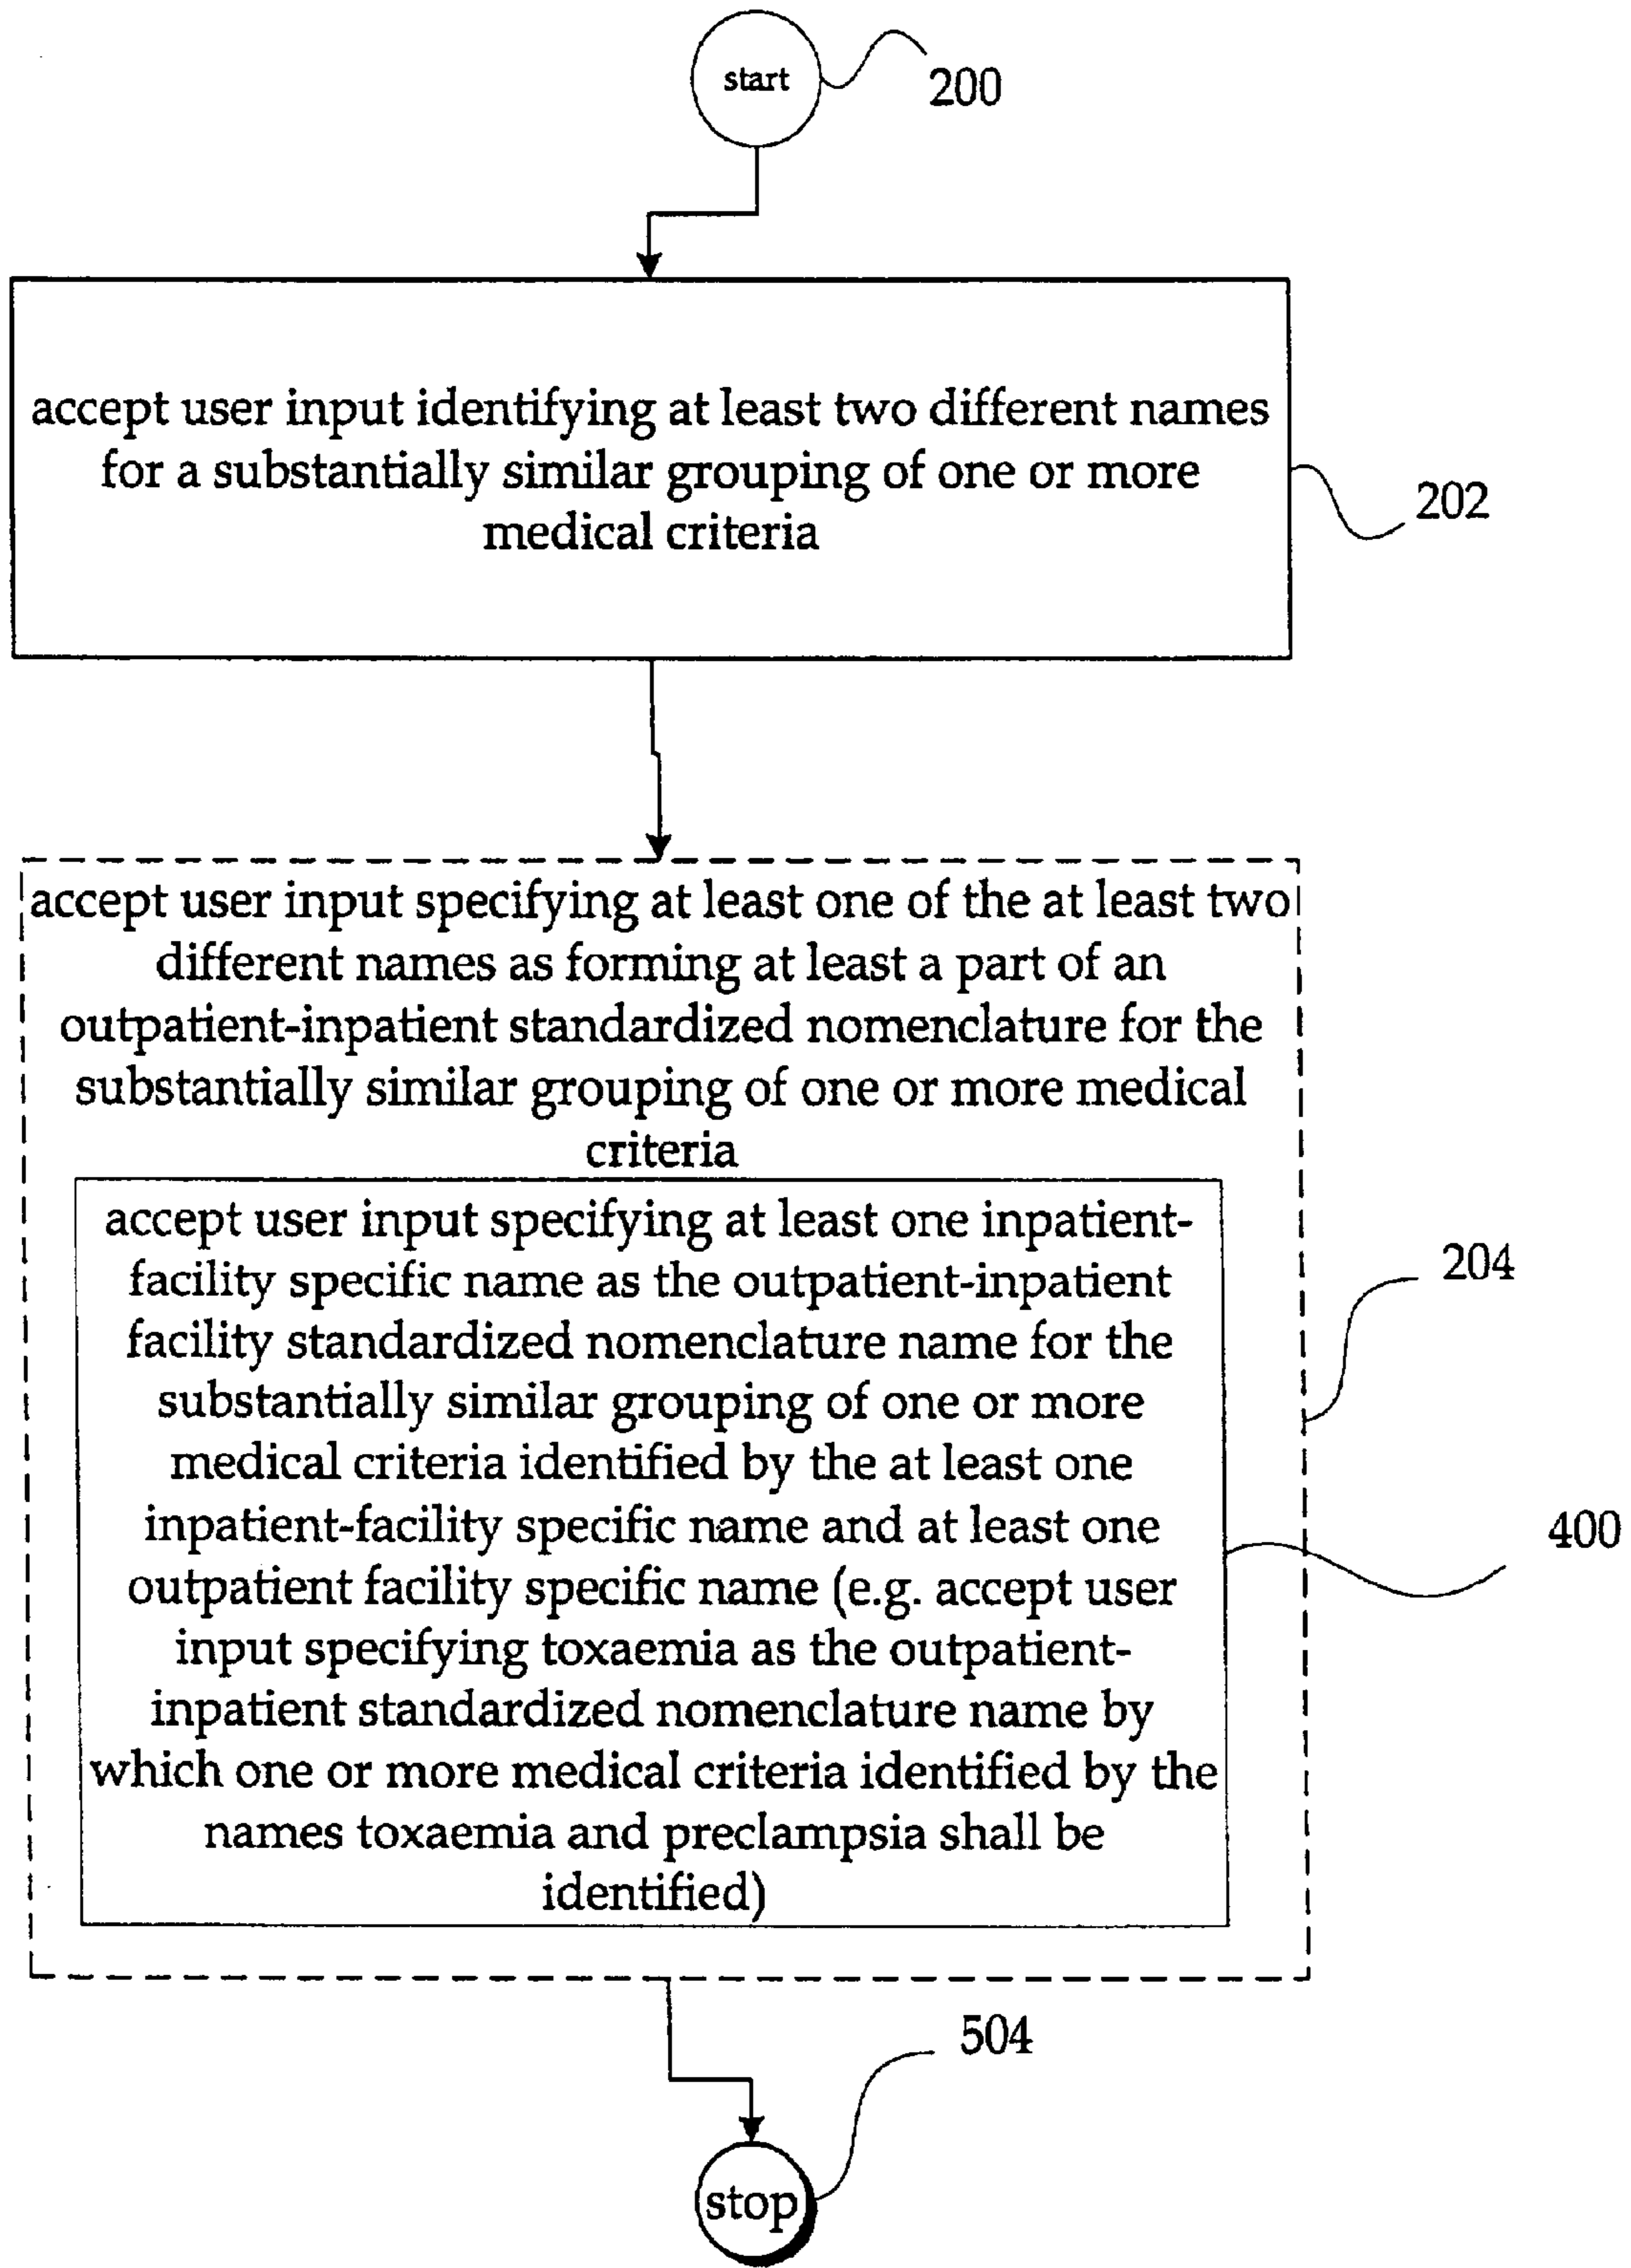 start
200
accept user input identifying at least two different names
for a substantially similar grouping of one or more
medical criteria
202
accept user input specifying at least one of the at least two
different names as forming at least a part of an
outpatient-inpatient standardized nomenclature for the
substantially similar grouping of one or more medical
criteria
accept user input specifying at least one inpatient-
facility specific name as the outpatient-inpatient
facility standardized nomenclature name for the
substantially similar grouping of one or more
medical criteria identified by the at least one
inpatient-facility specific name and at least one
outpatient facility specific name (e.g. accept user
input specifying toxaemia as the outpatient-
inpatient standardized nomenclature name by
which one or more medical criteria identified by the
names toxaemia and preclampsia shall be
identified)
204
400
504
stop